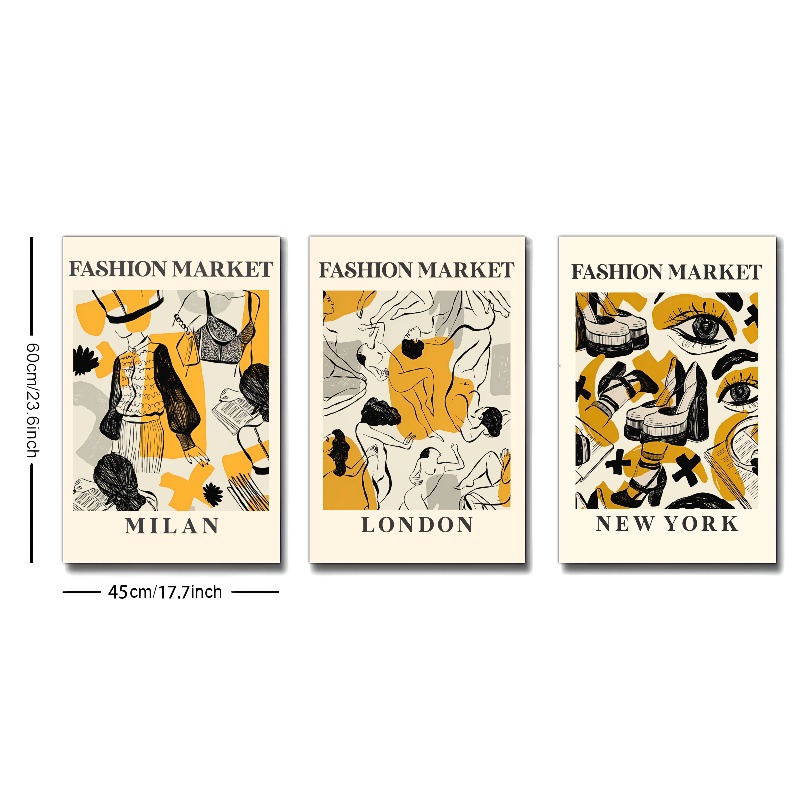 FASHION MARKET
MILAN
FASHION MARKET
LONDON
FASHION MARKET
NEW YORK
60cm/23.6inch
45cm/17.7inch